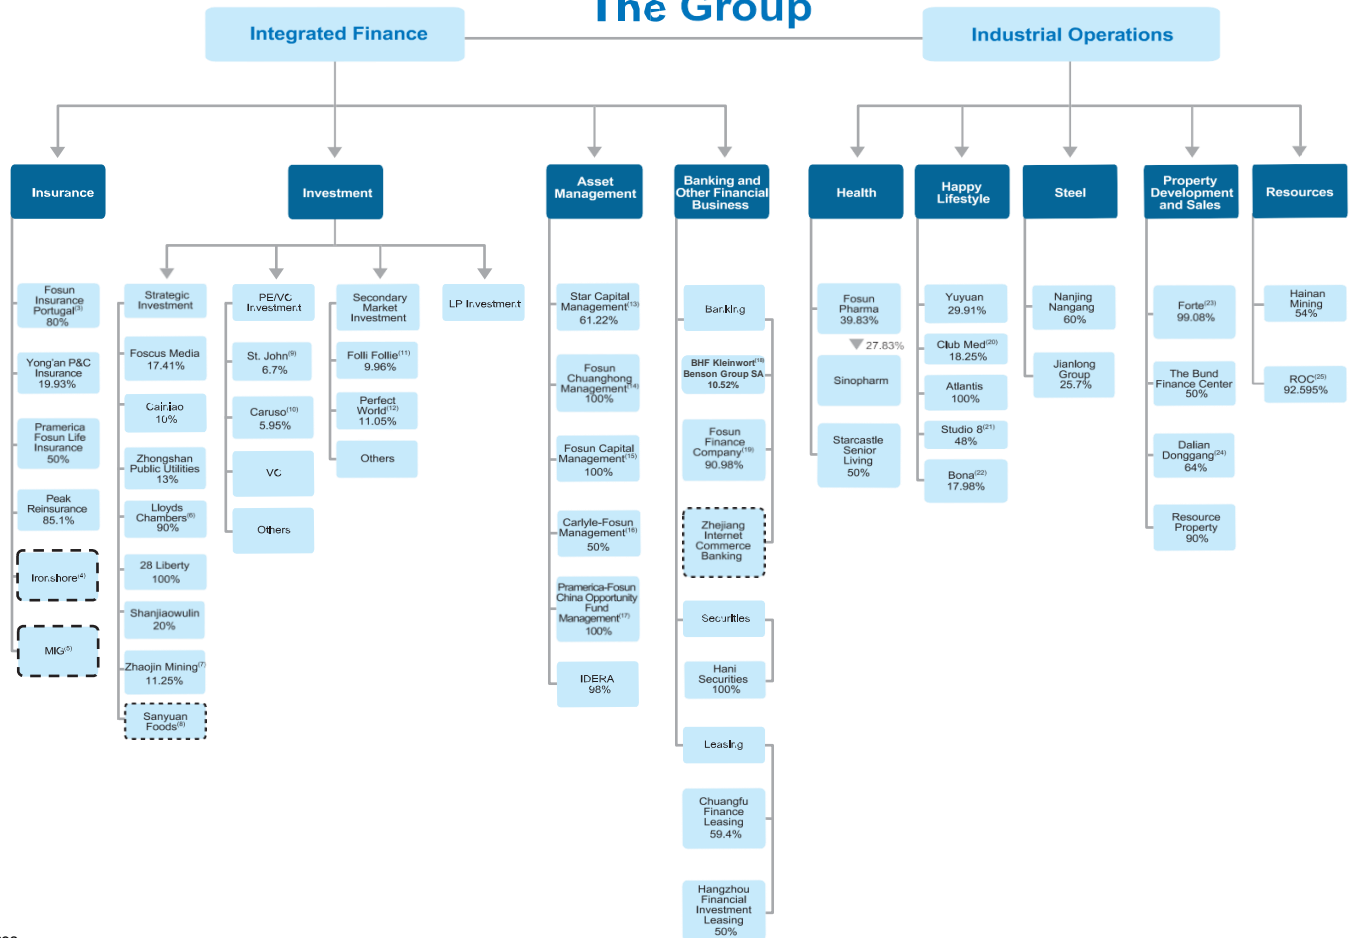 The Group
Integrated Finance
Industrial Operations
Insurance
Investment
Asset
Management
Banking and
Other Financial
Business
Health
Happy
Lifestyle
Steel
Property
Development
and Sales
Resources
Fosun
Insurance
Portugal(3)
80%
Yong'an P&C
Insurance
19.93%
Pramerica
Fosun Life
Insurance
50%
Peak
Reinsurance
85.1%
Ironshore(4)
MIG(5)
Strategic
Investment
Foscus Media
17.41%
Cainiao
10%
Zhongshan
Public Utilities
13%
Lloyds
Chambers(6)
90%
28 Liberty
100%
Shanjiaowulin
20%
Zhaojin Mining(7)
11.25%
Sanyuan
Foods(8)
PE/VC
Investment
St. John(9)
6.7%
Caruso(10)
5.95%
VC
Others
Secondary
Market
Investment
Folli Follie(11)
9.96%
Perfect
World(12)
11.05%
Others
LP Investment
Star Capital
Management(13)
61.22%
Fosun
Chuanghong
Management(14)
100%
Fosun Capital
Management(15)
100%
Carlyle-Fosun
Management(16)
50%
Pramerica-Fosun
China Opportunity
Fund
Management(17)
100%
IDERA
98%
Banking
BHF Kleinwort(18)
Benson Group SA
10.52%
Fosun
Finance
Company(19)
90.98%
Zhejiang
Internet
Commerce
Banking
Securities
Hani
Securities
100%
Leasing
Chuangfu
Finance
Leasing
59.4%
Hangzhou
Financial
Investment
Leasing
50%
Fosun
Pharma
39.83%
27.83%
Sinopharm
Starcastle
Senior
Living
50%
Yuyuan
29.91%
Club Med(20)
18.25%
Atlantis
100%
Studio 8(21)
48%
Bona(22)
17.98%
Nanjing
Nangang
60%
Jianlong
Group
25.7%
Forte(23)
99.08%
The Bund
Finance Center
50%
Dalian
Donggang(24)
64%
Resource
Property
90%
Hainan
Mining
54%
ROC(25)
92.595%